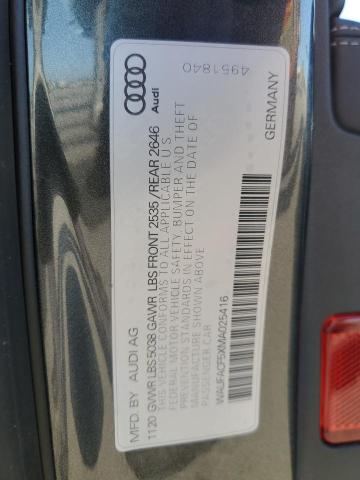 4951840
Audi
GERMANY
MFD. BY AUDI AG
1120 GVWR LBS 5038 GAWR LBS FRONT 2535/REAR 2646
THIS VEHICLE CONFORMS TO ALL APPLICABLE U S
FEDERAL MOTOR VEHICLE SAFETY, BUMPER AND THEFT
PREVENTION STANDARDS IN EFFECT ON THE DATE OF
MANUFACTURE SHOWN ABOVE
PASSENGER CAR
WAUFACF5XMA025416